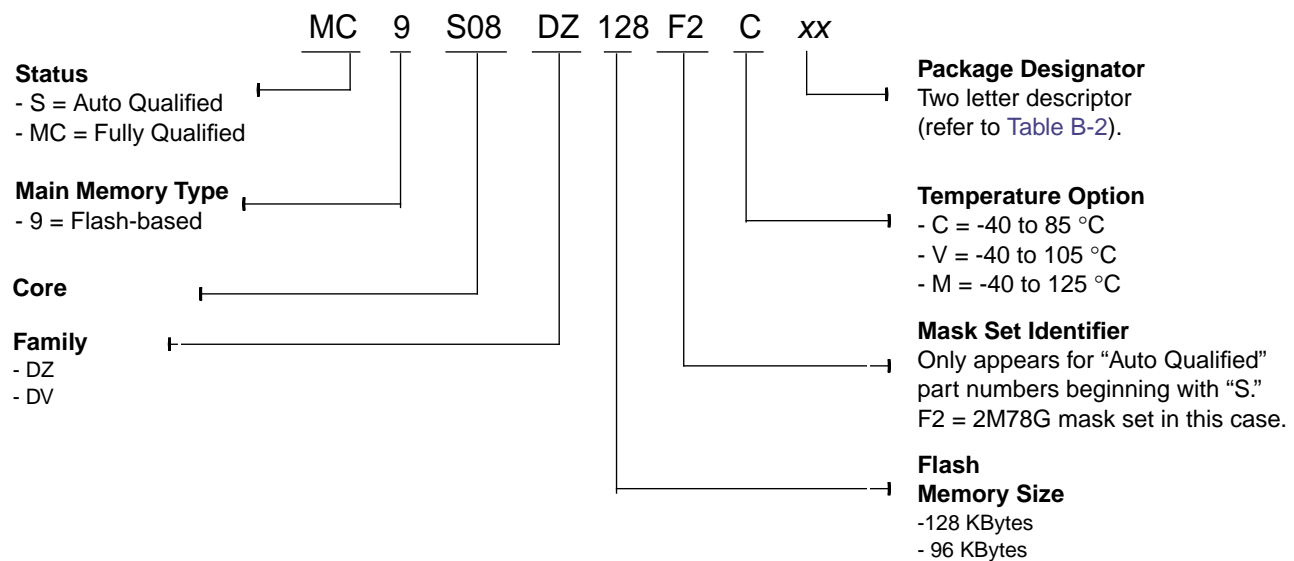 MC 9 S08 DZ 128 F2 C xx
Status
- S = Auto Qualified
- MC = Fully Qualified
Main Memory Type
- 9 = Flash-based
Core
Family
- DZ
- DV
Package Designator
Two letter descriptor
(refer to Table B-2).
Temperature Option
- C = -40 to 85 °C
- V = -40 to 105 °C
- M = -40 to 125 °C
Mask Set Identifier
Only appears for “Auto Qualified”
part numbers beginning with “S.”
F2 = 2M78G mask set in this case.
Flash
Memory Size
-128 KBytes
- 96 KBytes